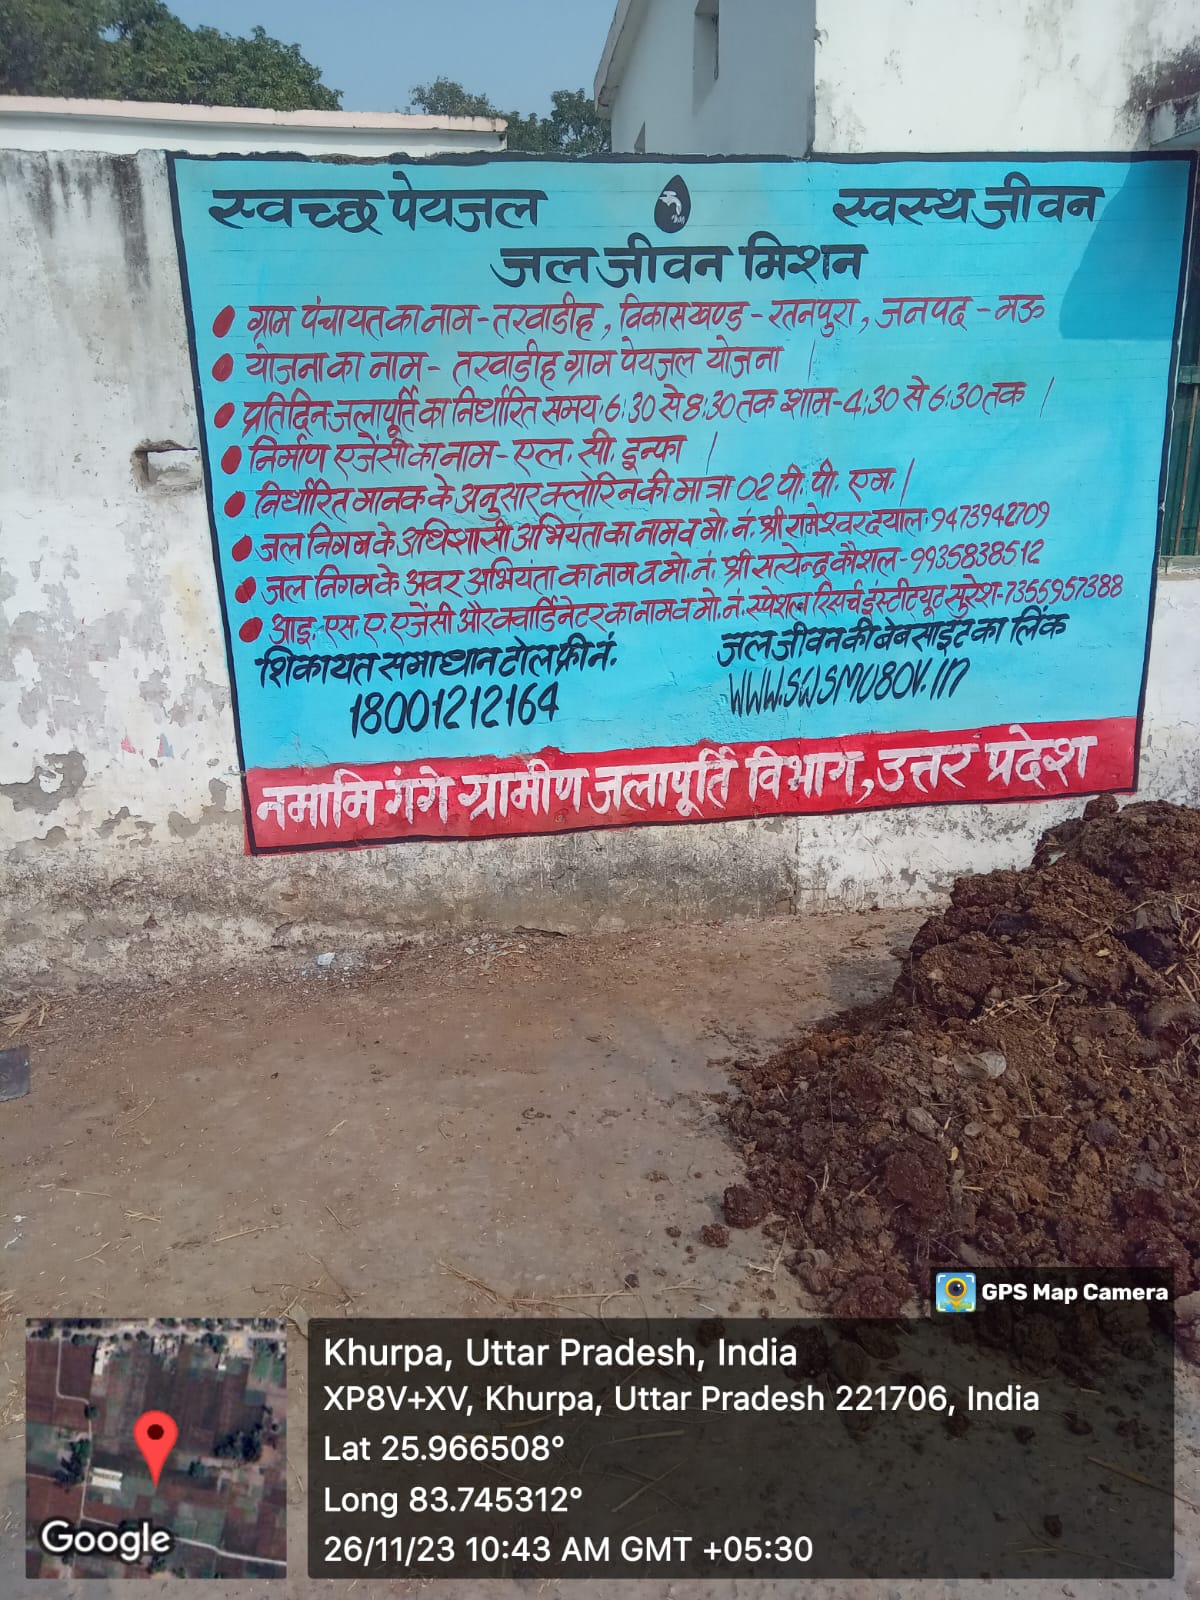 स्वच्छ पेयजल स्वस्थ जीवन
जल जीवन मिशन
ग्राम पंचायत का नाम - तरवाडीह, विकास खण्ड - रतनपुरा, जनपद - मऊ
योजना का नाम - तरवाडीह ग्राम पेयजल योजना |
प्रतिदिन जलापूर्ति का निर्धारित समय: 6:30 से 8:30 तक शाम - 4:30 से 6:30 तक |
निर्माण एजेंसी का नाम - एल. सी. इन्फा |
निर्धारित मानक के अनुसार क्लोरिन की मात्रा 02 पी. पी. एम. |
जल निगम के अधिशासी अभियंता का नाम व मो. नं. श्री रामेश्वर दयाल. 9473942709
जल निगम के अवर अभियंता का नाम व मो. नं. श्री सत्येन्द्र कौशल - 9935838512
आइ. एस. ए. एजेंसी और क्वार्डिनेटर का नाम व मो. नं. स्पेशल रिसर्च इंस्टीट्यूट सुरेश - 7355957388
शिकायत समाधान टोल फ्री नं.
18001212164
जल जीवन की बेबसाइट का लिंक
WWW.SWSMU80V.in
नमामि गंगे ग्रामीण जलापूर्ति विभाग, उत्तर प्रदेश
GPS Map Camera
Khurpa, Uttar Pradesh, India
XP8V+XV, Khurpa, Uttar Pradesh 221706, India
Lat 25.966508°
Long 83.745312°
26/11/23 10:43 AM GMT +05:30
Google